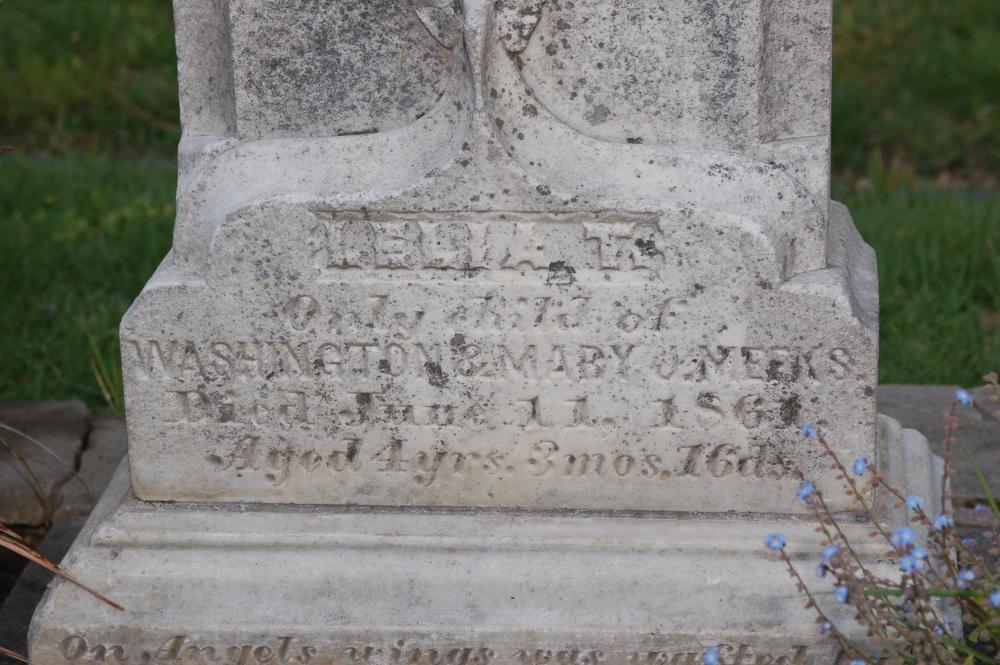 LELIA T.
Only child of
WASHINGTON & MARY J. MEEKS
Died June 11, 1861.
Aged 4 yrs. 3 mos. 16 ds.
On Angels wings was wafted